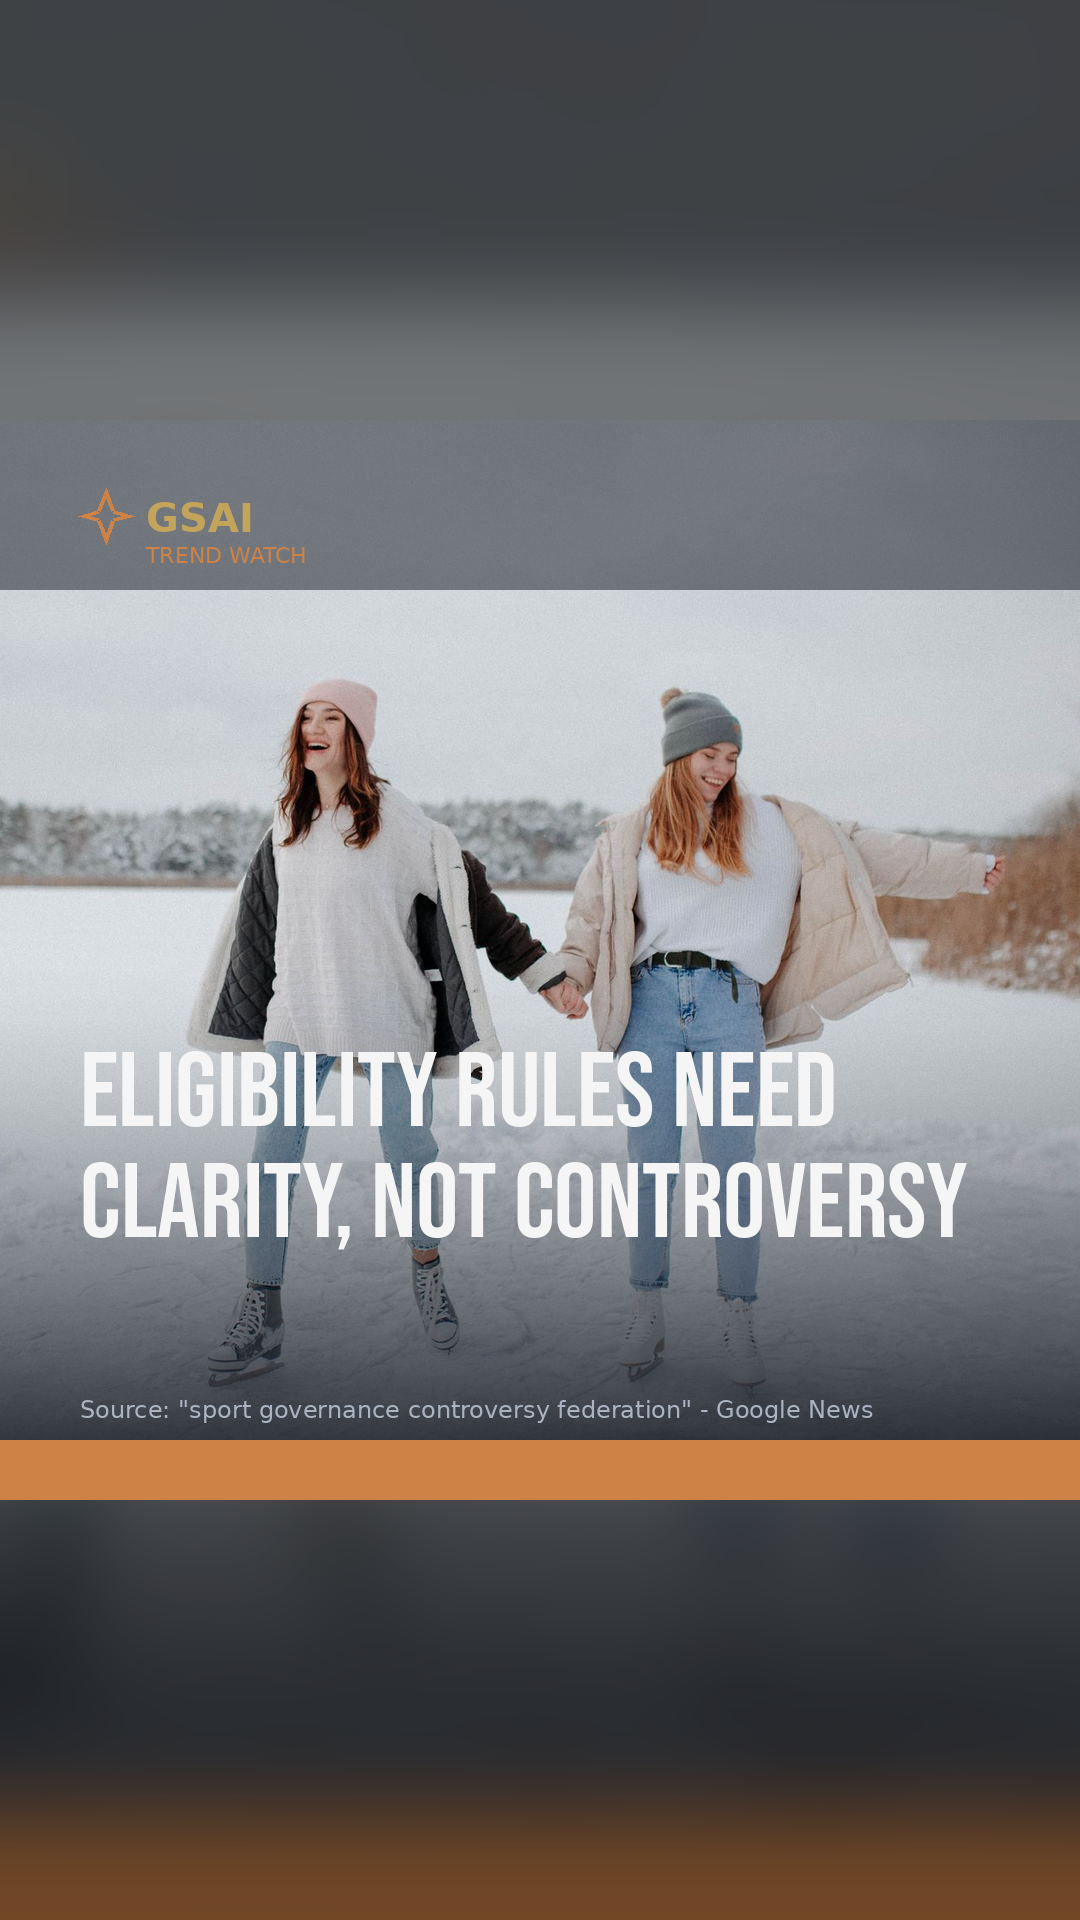 GSAI
TREND WATCH
ELIGIBILITY RULES NEED
CLARITY, NOT CONTROVERSY
Source: "sport governance controversy federation" - Google News